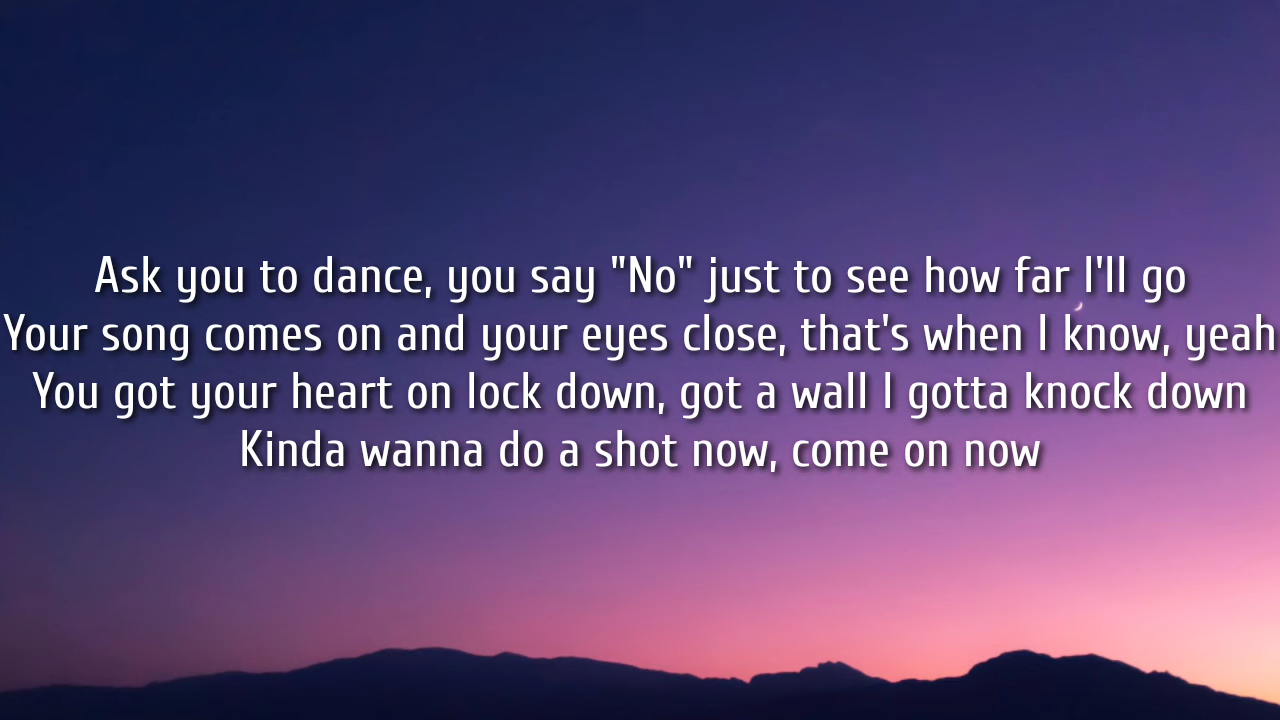 Ask you to dance, you say "No" just to see how far I'll go
Your song comes on and your eyes close, that's when I know, yeah
You got your heart on lock down, got a wall I gotta knock down
Kinda wanna do a shot now, come on now